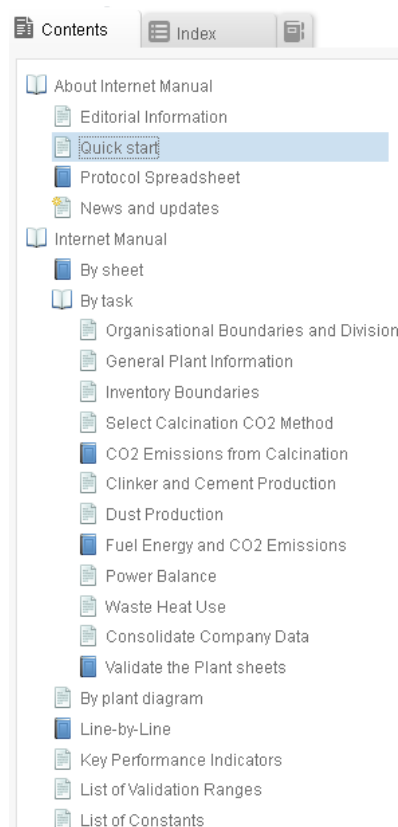 Contents
Index
About Internet Manual
Editorial Information
Quick start
Protocol Spreadsheet
News and updates
Internet Manual
By sheet
By task
Organisational Boundaries and Division
General Plant Information
Inventory Boundaries
Select Calcination CO2 Method
CO2 Emissions from Calcination
Clinker and Cement Production
Dust Production
Fuel Energy and CO2 Emissions
Power Balance
Waste Heat Use
Consolidate Company Data
Validate the Plant sheets
By plant diagram
Line-by-Line
Key Performance Indicators
List of Validation Ranges
List of Constants